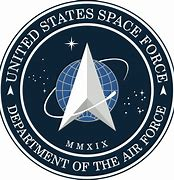 UNITED STATES SPACE FORCE
MMXIX
DEPARTMENT OF THE AIR FORCE